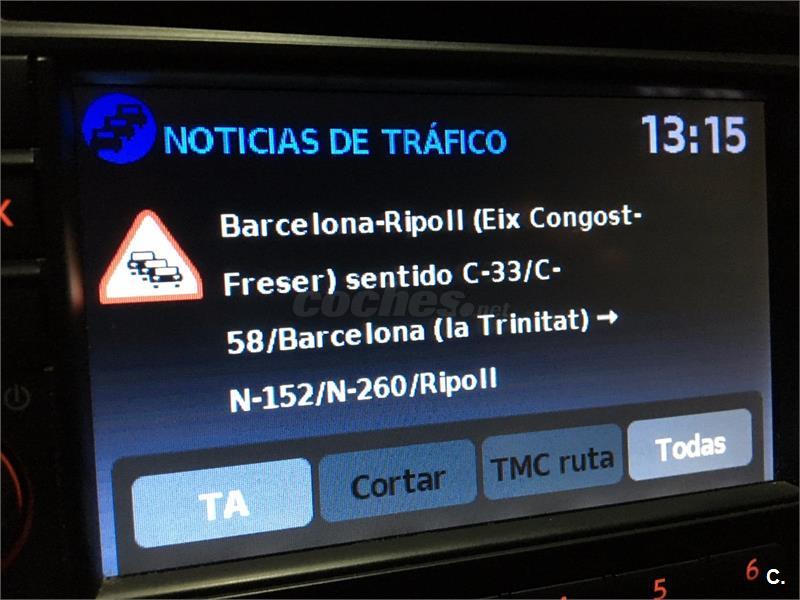 NOTICIAS DE TRÁFICO 13:15
Barcelona-Ripoll (Eix Congost-
Freser) sentido C-33/C-
58/Barcelona (la Trinitat) →
N-152/N-260/Ripoll
coches.net
TA Cortar TMC ruta Todas
5 6
c.